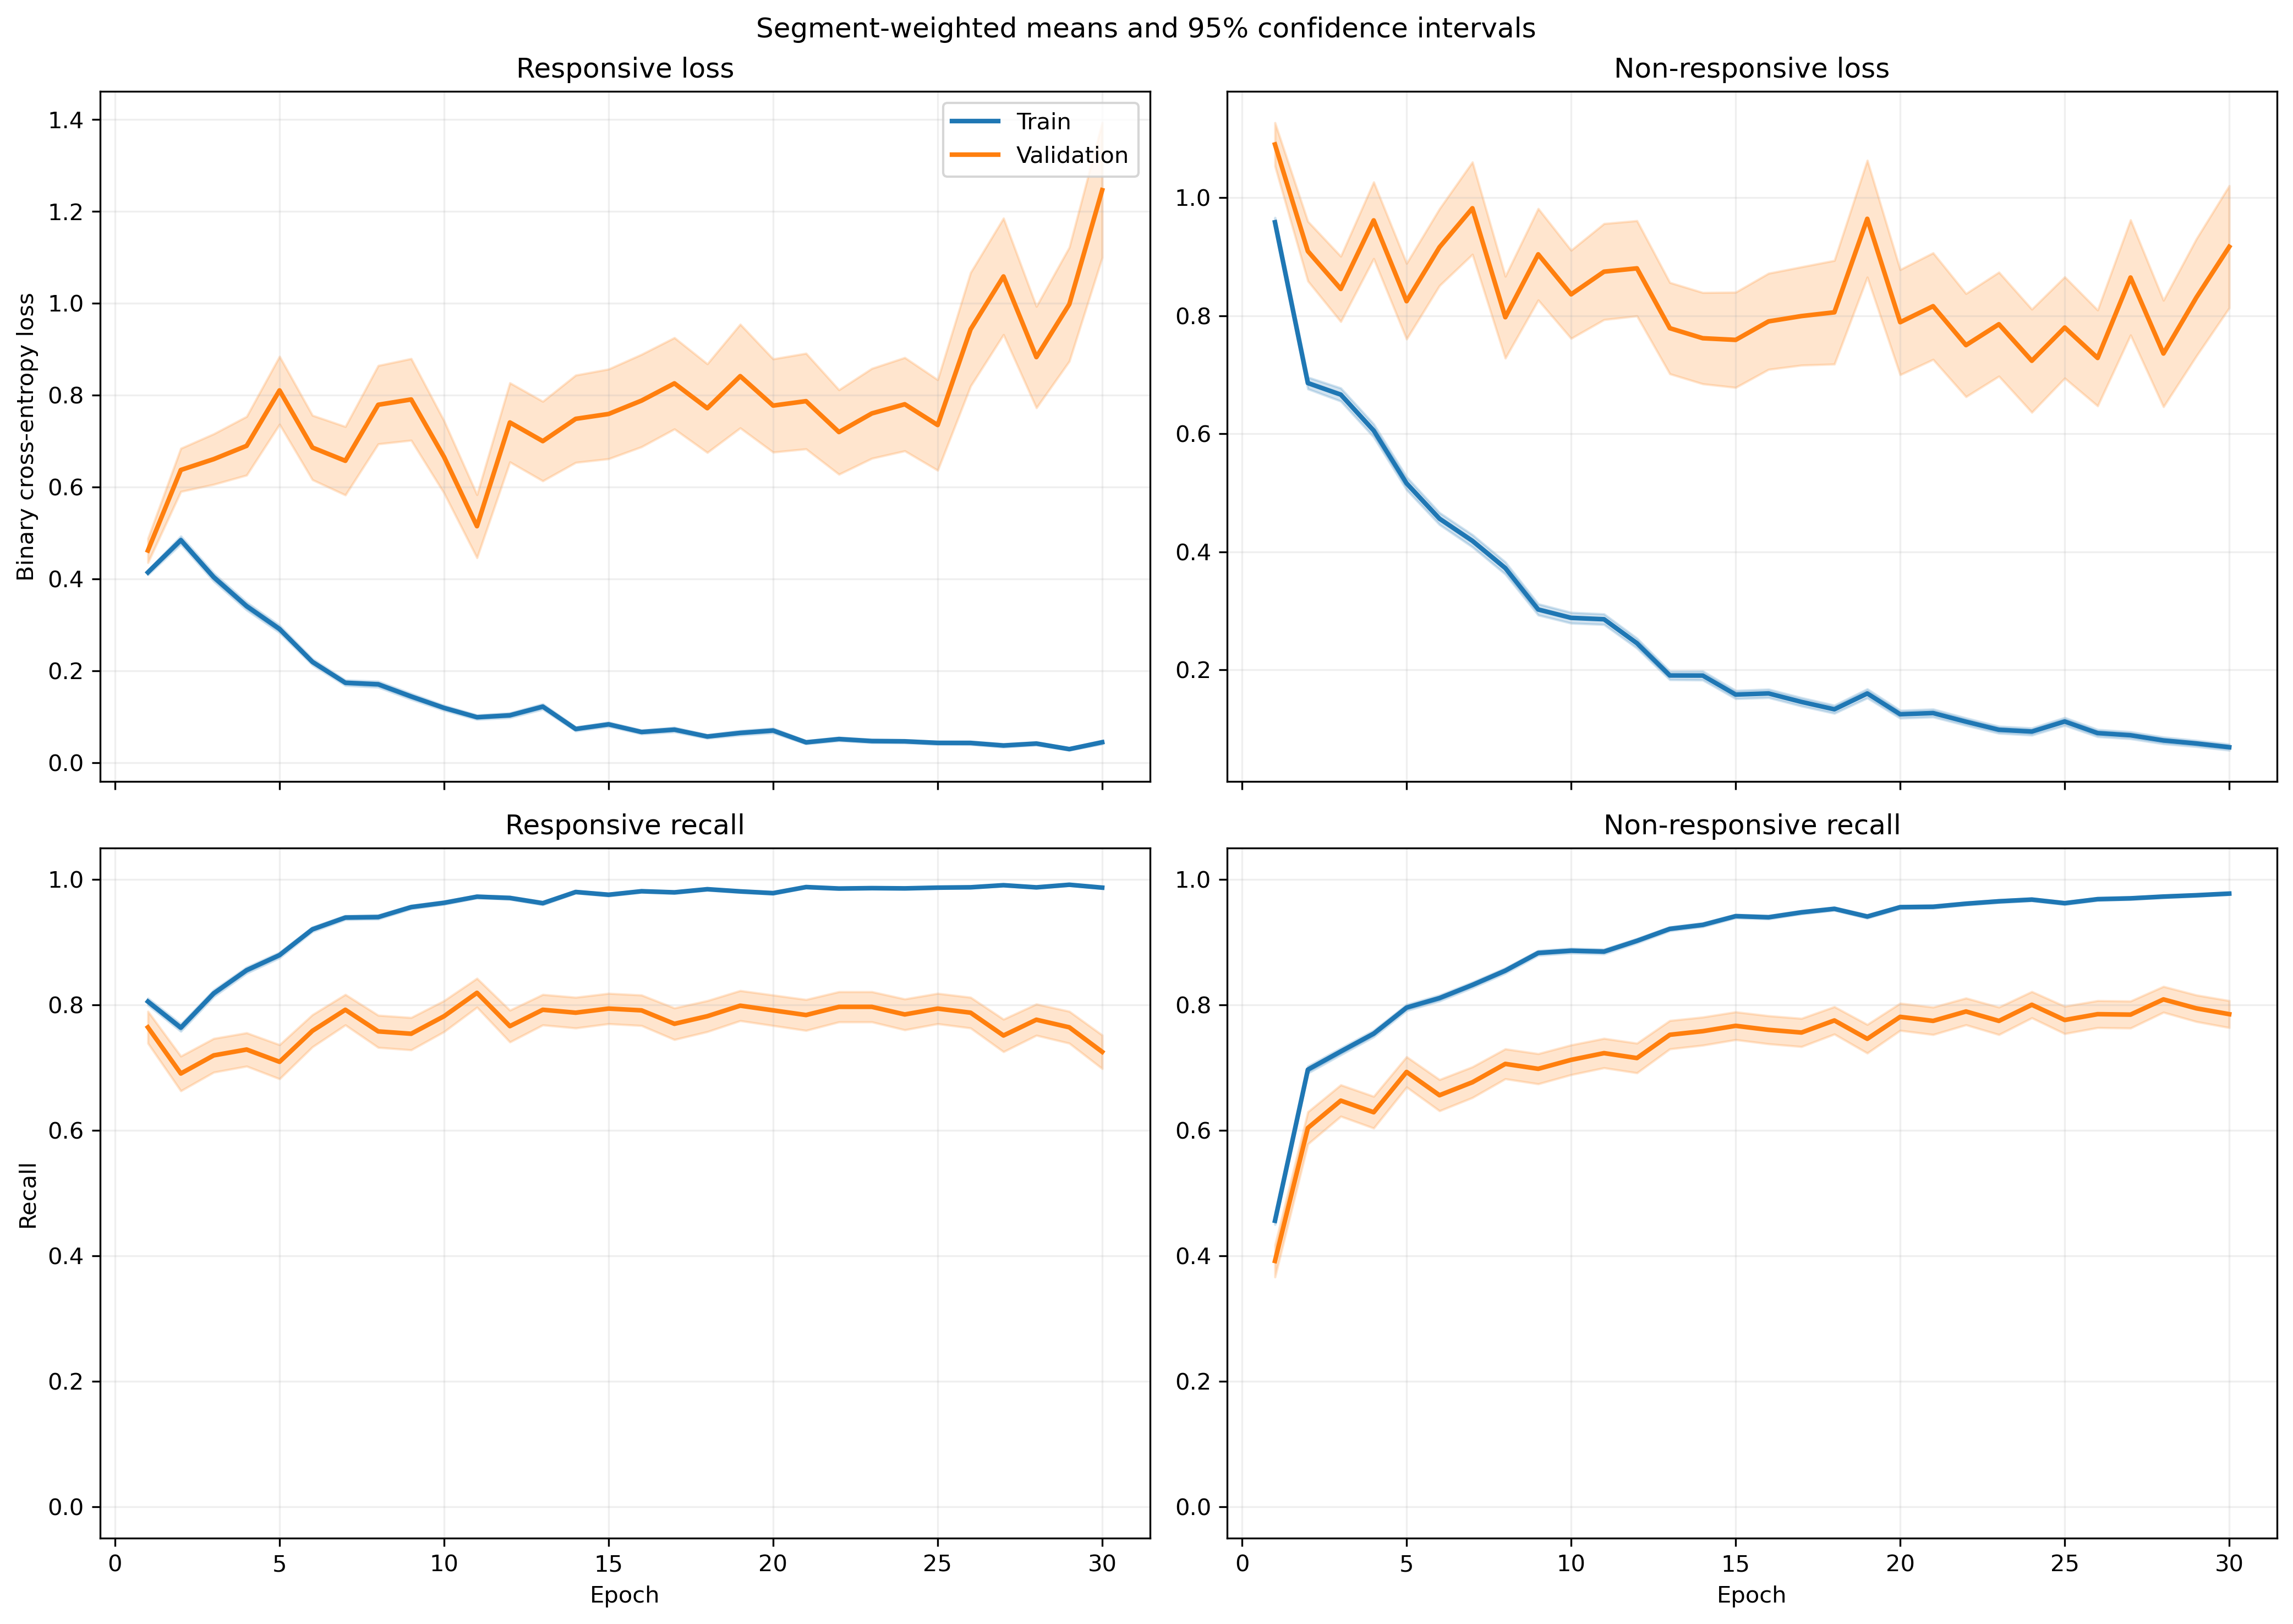 Segment-weighted means and 95% confidence intervals
Responsive loss
Binary cross-entropy loss
1.4
1.2
1.0
0.8
0.6
0.4
0.2
0.0
Train
Validation
Non-responsive loss
1.0
0.8
0.6
0.4
0.2
Responsive recall
Recall
1.0
0.8
0.6
0.4
0.2
0.0
0 5 10 15 20 25 30
Epoch
Non-responsive recall
1.0
0.8
0.6
0.4
0.2
0.0
0 5 10 15 20 25 30
Epoch